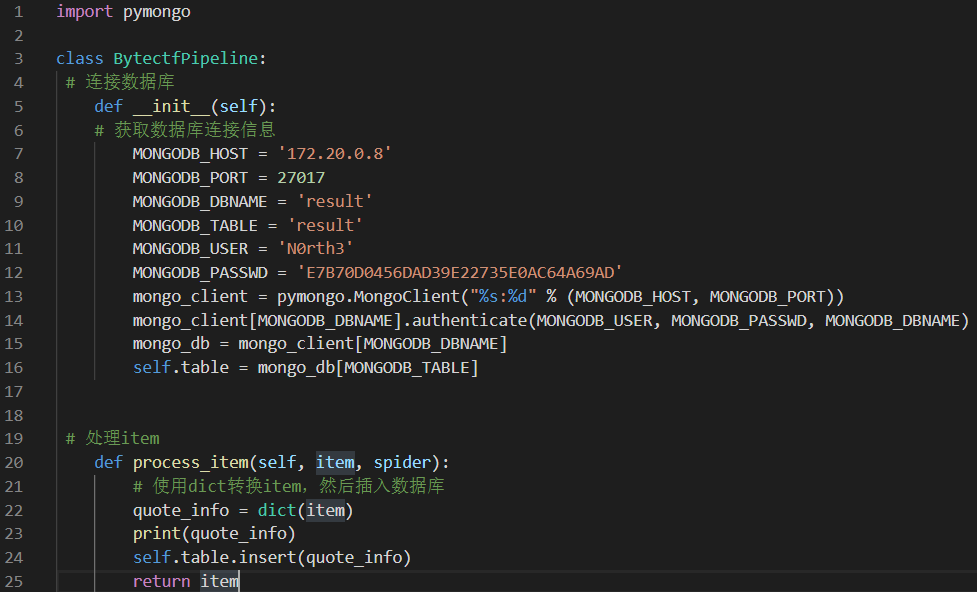 1 import pymongo
2
3 class BytectfPipeline:
4 # 连接数据库
5 def __init__(self):
6 # 获取数据库连接信息
7 MONGODB_HOST = '172.20.0.8'
8 MONGODB_PORT = 27017
9 MONGODB_DBNAME = 'result'
10 MONGODB_TABLE = 'result'
11 MONGODB_USER = 'N0rth3'
12 MONGODB_PASSWD = 'E7B70D0456DAD39E22735E0AC64A69AD'
13 mongo_client = pymongo.MongoClient("%s:%d" % (MONGODB_HOST, MONGODB_PORT))
14 mongo_client[MONGODB_DBNAME].authenticate(MONGODB_USER, MONGODB_PASSWD, MONGODB_DBNAME)
15 mongo_db = mongo_client[MONGODB_DBNAME]
16 self.table = mongo_db[MONGODB_TABLE]
17
18
19 # 处理item
20 def process_item(self, item, spider):
21 # 使用dict转换item，然后插入数据库
22 quote_info = dict(item)
23 print(quote_info)
24 self.table.insert(quote_info)
25 return item